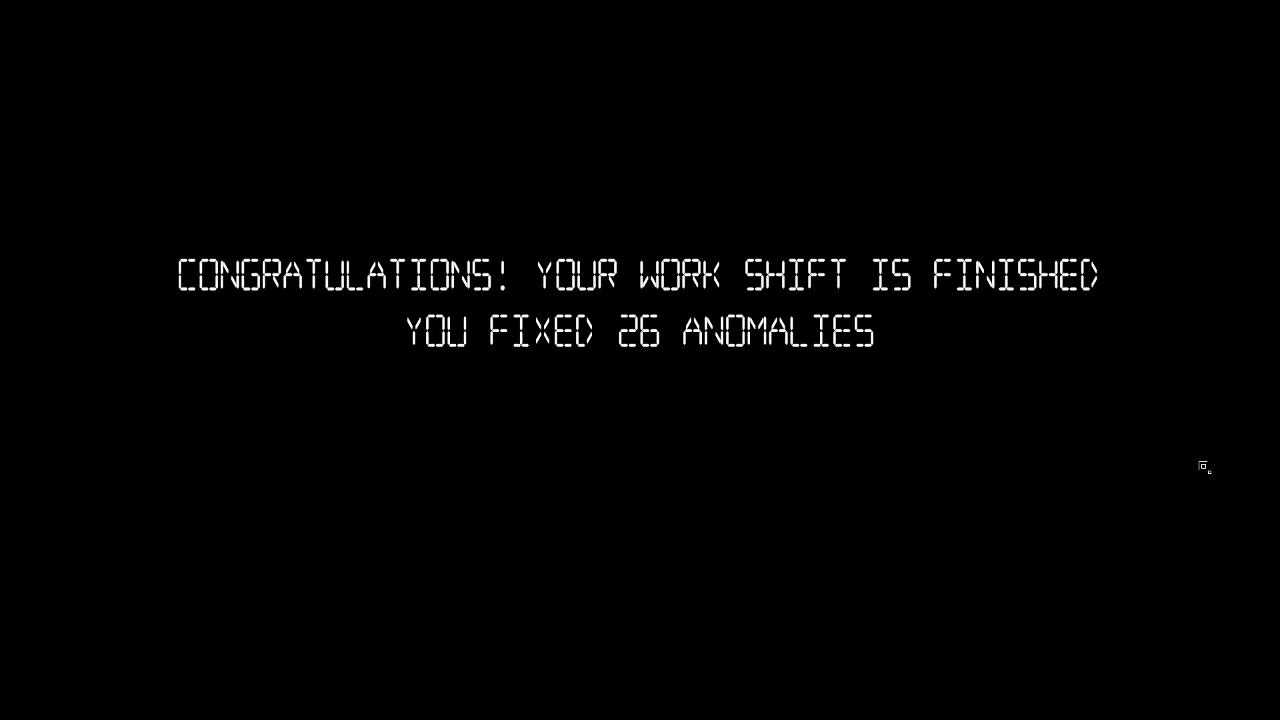 CONGRATULATIONS! YOUR WORK SHIFT IS FINISHED
YOU FIXED 26 ANOMALIES